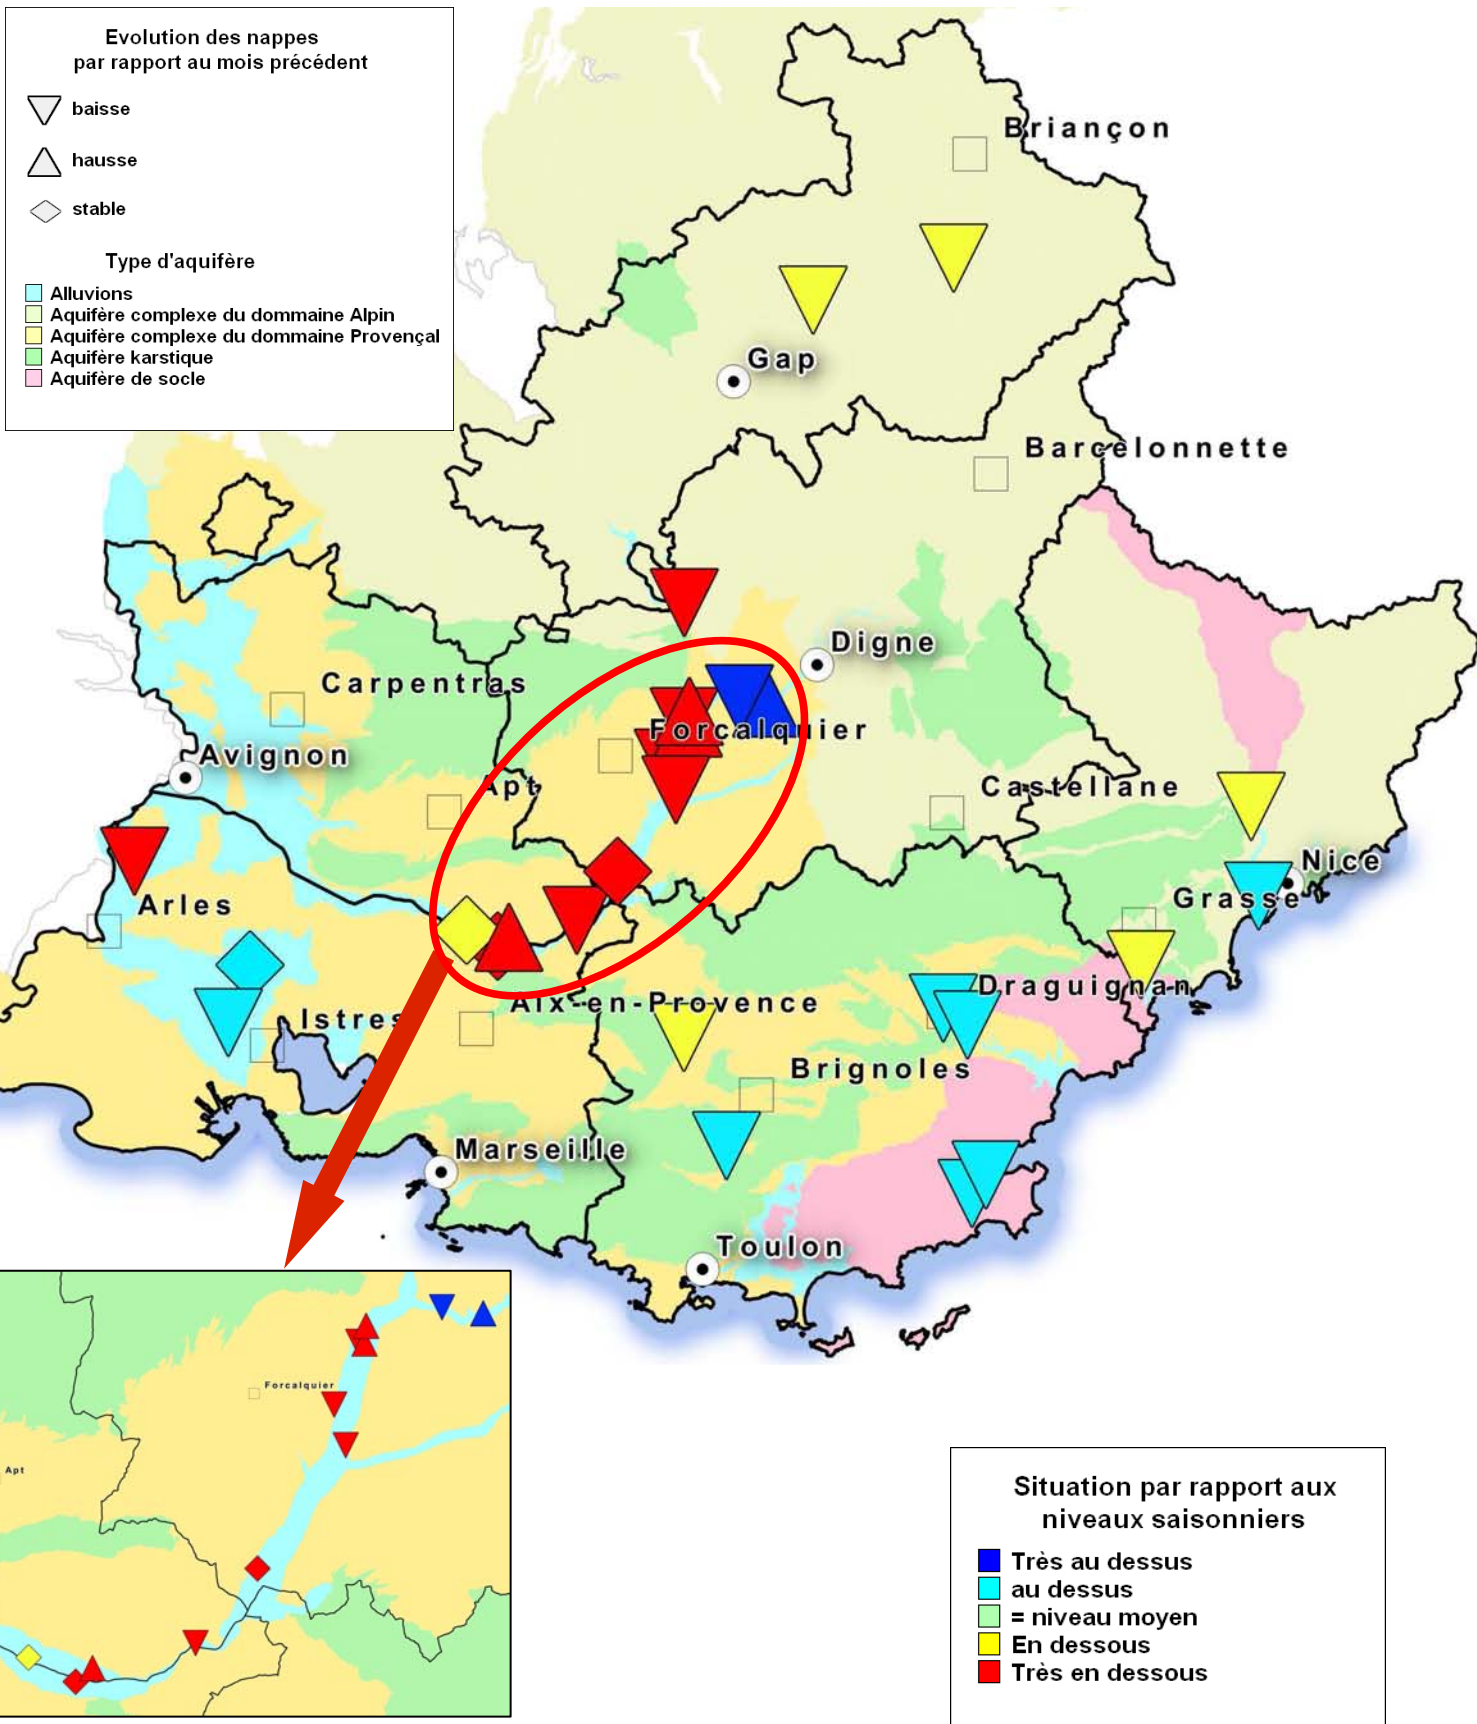 Evolution des nappes
par rapport au mois précédent
baisse
hausse
stable
Type d'aquifère
Alluvions
Aquifère complexe du dommaine Alpin
Aquifère complexe du dommaine Provençal
Aquifère karstique
Aquifère de socle
Briançon
Gap
Barcelonnette
Digne
Carpentras
Forcalquier
Avignon
Apt
Castellane
Nice
Grasse
Arles
Draguignan
Aix-en-Provence
Istres
Brignoles
Marseille
Toulon
Forcalquier
Apt
Situation par rapport aux
niveaux saisonniers
Très au dessus
au dessus
= niveau moyen
En dessous
Très en dessous